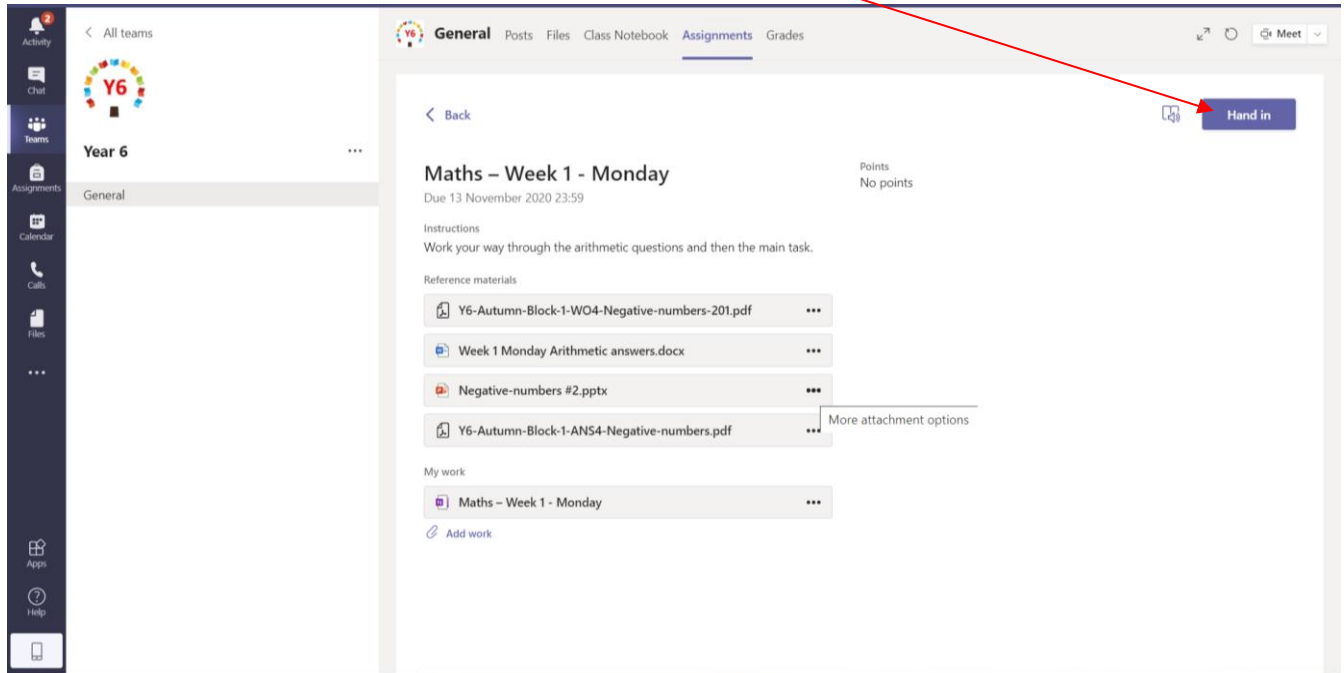 2
Activity
Chat
Teams
Assignments
Calendar
Calls
Files
...
Apps
Help
< All teams
Y6
Year 6
...
General
Y6 General Posts Files Class Notebook Assignments Grades
Meet
< Back
Hand in
Maths – Week 1 - Monday
Due 13 November 2020 23:59
Points
No points
Instructions
Work your way through the arithmetic questions and then the main task.
Reference materials
Y6-Autumn-Block-1-WO4-Negative-numbers-201.pdf ...
Week 1 Monday Arithmetic answers.docx ...
Negative-numbers #2.pptx ...
More attachment options
Y6-Autumn-Block-1-ANS4-Negative-numbers.pdf ...
My work
Maths – Week 1 - Monday ...
Add work